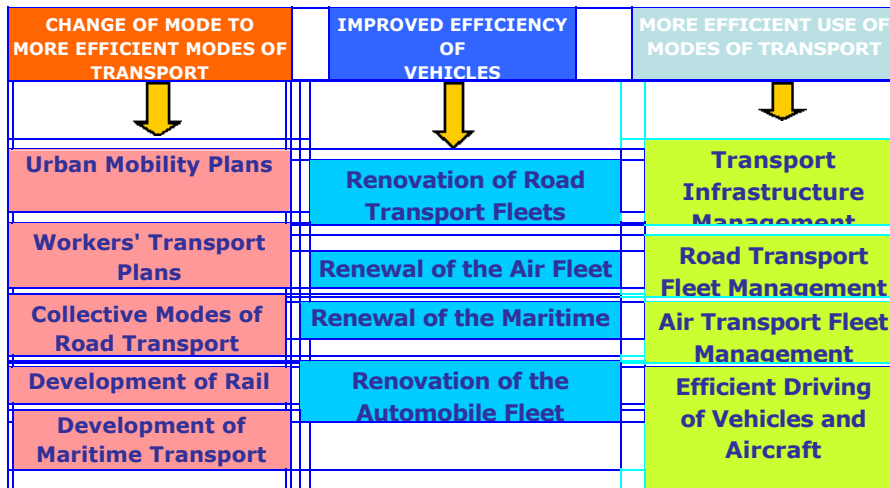 CHANGE OF MODE TO
MORE EFFICIENT MODES OF
TRANSPORT
IMPROVED EFFICIENCY
OF
VEHICLES
MORE EFFICIENT USE OF
MODES OF TRANSPORT
Urban Mobility Plans
Workers' Transport
Plans
Collective Modes of
Road Transport
Development of Rail
Development of
Maritime Transport
Renovation of Road
Transport Fleets
Renewal of the Air Fleet
Renewal of the Maritime
Renovation of the
Automobile Fleet
Transport
Infrastructure
Management
Road Transport
Fleet Management
Air Transport Fleet
Management
Efficient Driving
of Vehicles and
Aircraft